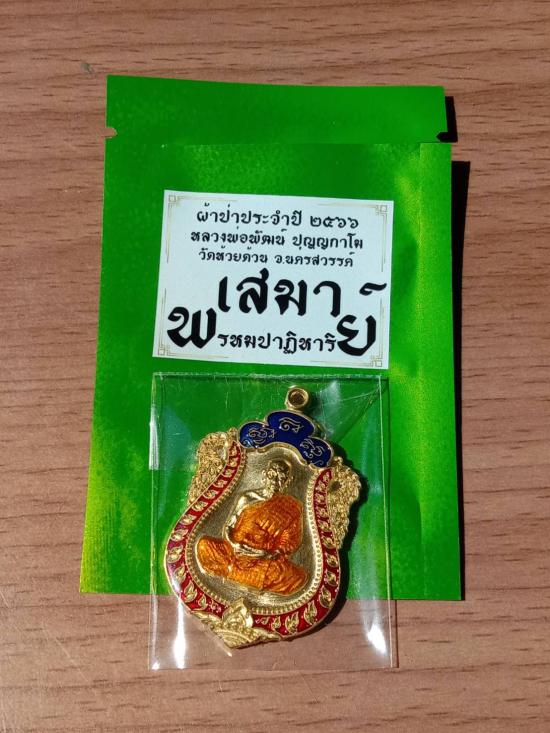 ผ้าป่าประจำปี ๒๕๖๖
หลวงพ่อพัฒน์ ปุญญกาโม
วัดห้วยด้วน จ.นครสวรรค์
เสมา
พรหมปาฏิหาริย์